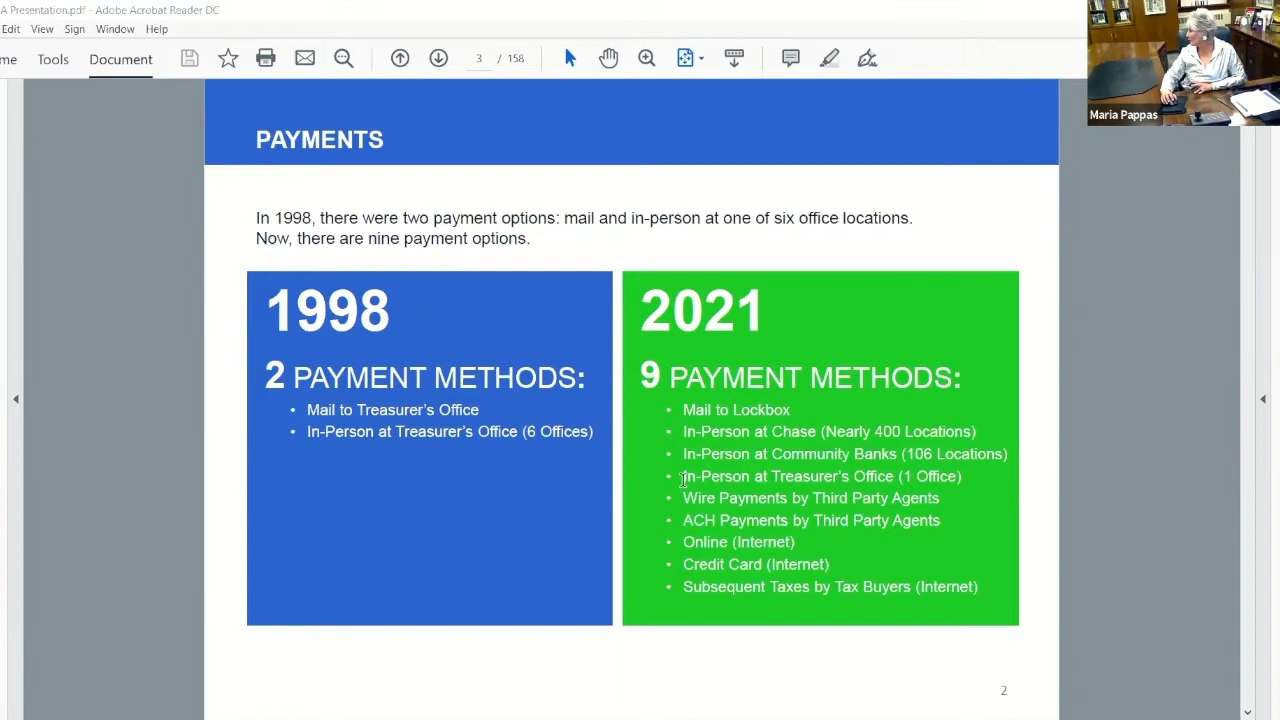 A Presentation.pdf - Adobe Acrobat Reader DC
Edit View Sign Window Help
me Tools Document 3 / 158
Maria Pappas
PAYMENTS
In 1998, there were two payment options: mail and in-person at one of six office locations.
Now, there are nine payment options.
1998
2 PAYMENT METHODS:
• Mail to Treasurer’s Office
• In-Person at Treasurer’s Office (6 Offices)
2021
9 PAYMENT METHODS:
• Mail to Lockbox
• In-Person at Chase (Nearly 400 Locations)
• In-Person at Community Banks (106 Locations)
• In-Person at Treasurer’s Office (1 Office)
• Wire Payments by Third Party Agents
• ACH Payments by Third Party Agents
• Online (Internet)
• Credit Card (Internet)
• Subsequent Taxes by Tax Buyers (Internet)
2